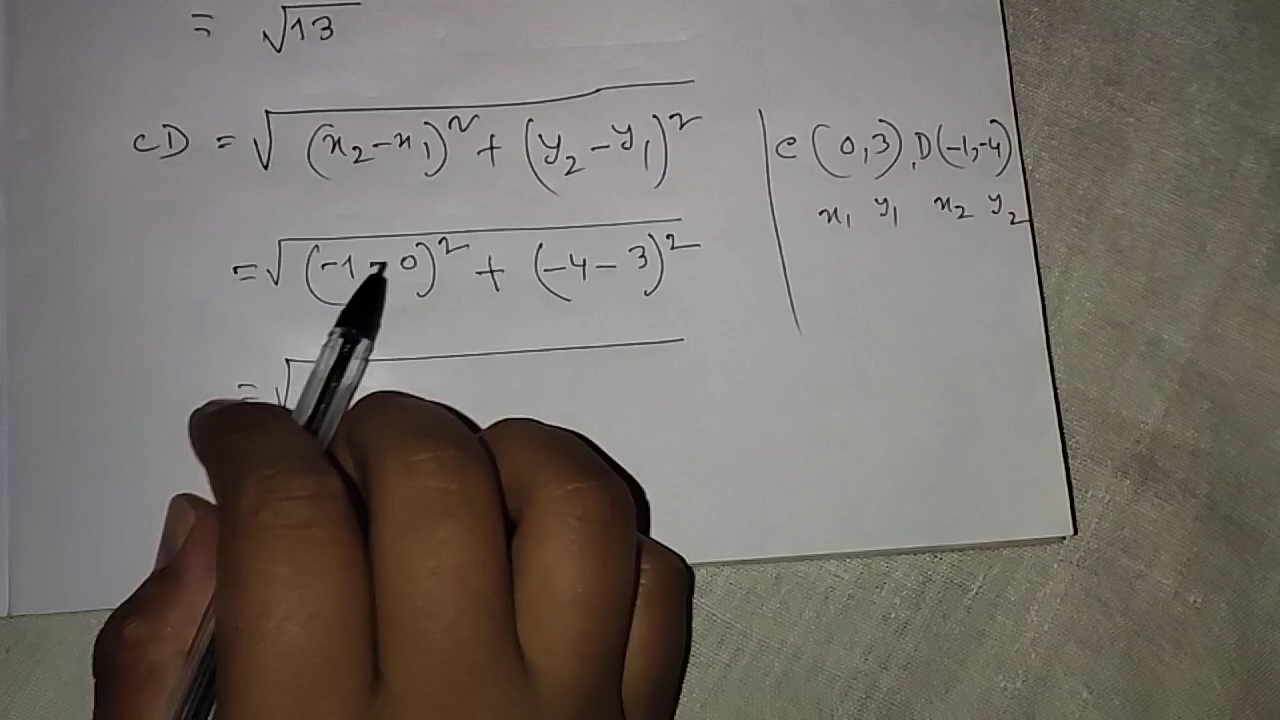 = √13
CD = √(x₂-x₁)² + (y₂-y₁)²
C(0,3), D(-1,-4)
x₁ y₁ x₂ y₂
= √(-1-0)² + (-4-3)²
= √